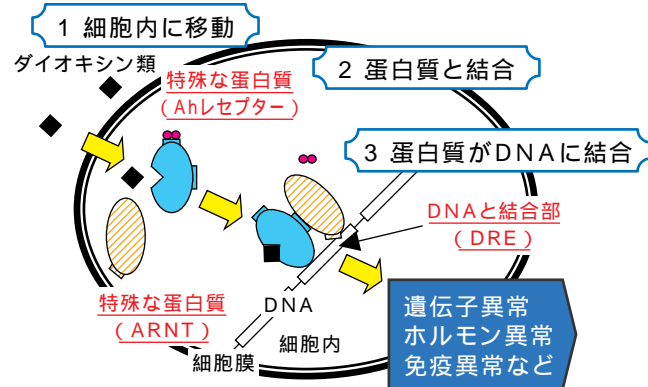 1 細胞内に移動
ダイオキシン類
特殊な蛋白質
（Ahレセプター）
2 蛋白質と結合
3 蛋白質がDNAに結合
DNAと結合部
（DRE）
特殊な蛋白質
（ARNT）
DNA
細胞膜
細胞内
遺伝子異常
ホルモン異常
免疫異常など